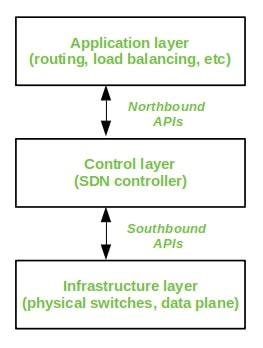 Application layer
(routing, load balancing, etc)
Northbound
APIs
Control layer
(SDN controller)
Southbound
APIs
Infrastructure layer
(physical switches, data plane)